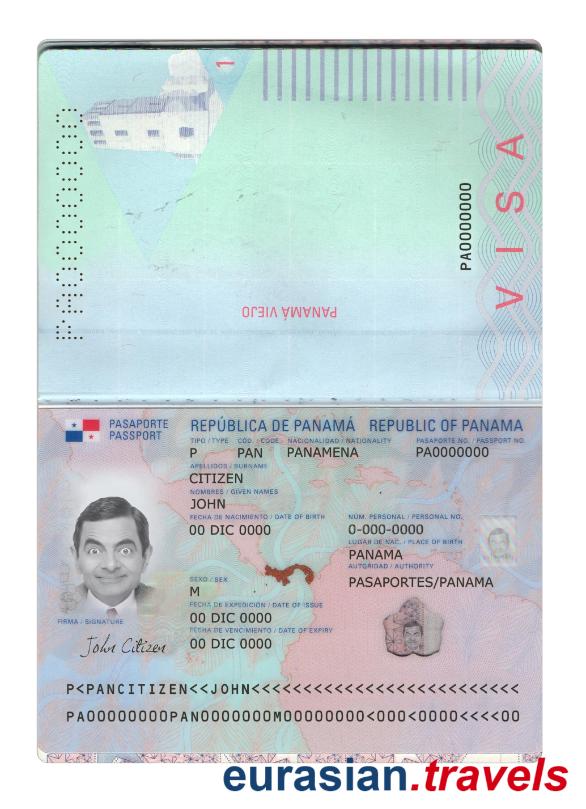 1
PA0000000
VISA
PA0000000
PANAMÁ VIEJO
PASAPORTE
PASSPORT
REPÚBLICA DE PANAMÁ REPUBLIC OF PANAMA
TIPO / TYPE CÓD. / CODE NACIONALIDAD / NATIONALITY PASAPORTE NO. / PASSPORT NO.
P PAN PANAMENA PA0000000
APELLIDOS / SURNAME
CITIZEN
NOMBRES / GIVEN NAMES
JOHN
FECHA DE NACIMIENTO / DATE OF BIRTH NÚM. PERSONAL / PERSONAL NO.
00 DIC 0000 0-000-0000
LUGAR DE NAC. / PLACE OF BIRTH
PANAMA
SEXO / SEX AUTORIDAD / AUTHORITY
M PASAPORTES/PANAMA
FECHA DE EXPEDICIÓN / DATE OF ISSUE
00 DIC 0000
FECHA DE VENCIMIENTO / DATE OF EXPIRY
00 DIC 0000
FIRMA / SIGNATURE
John Citizen
P<PANCITIZEN<<JOHN<<<<<<<<<<<<<<<<<<<<<<<<<<
PA00000000PAN0000000M00000000<000<0000<<<<00
eurasian.travels